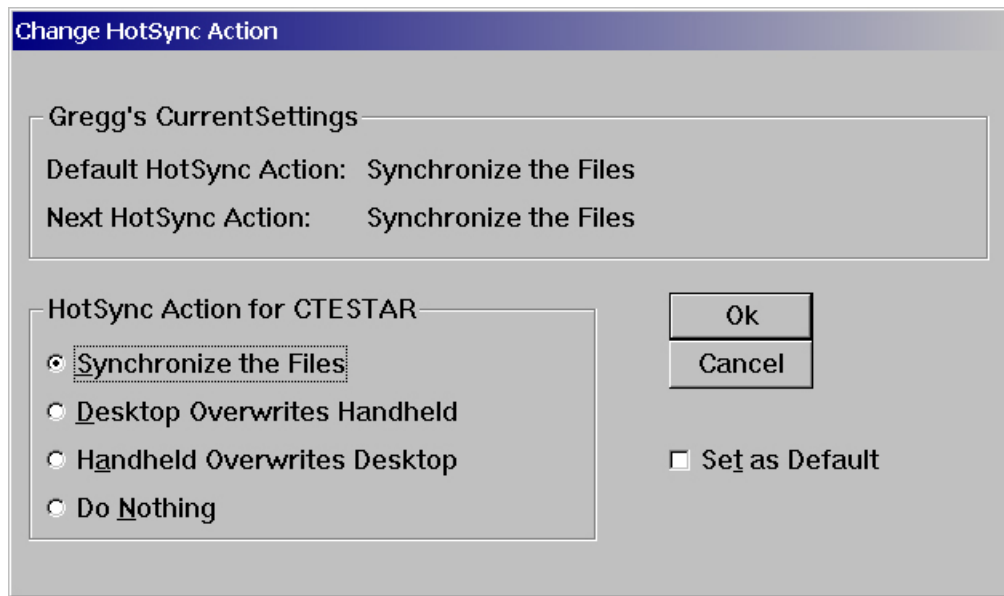 Change HotSync Action
Gregg's CurrentSettings
Default HotSync Action: Synchronize the Files
Next HotSync Action: Synchronize the Files
HotSync Action for CTESTAR
Synchronize the Files
Desktop Overwrites Handheld
Handheld Overwrites Desktop
Do Nothing
Ok
Cancel
Set as Default